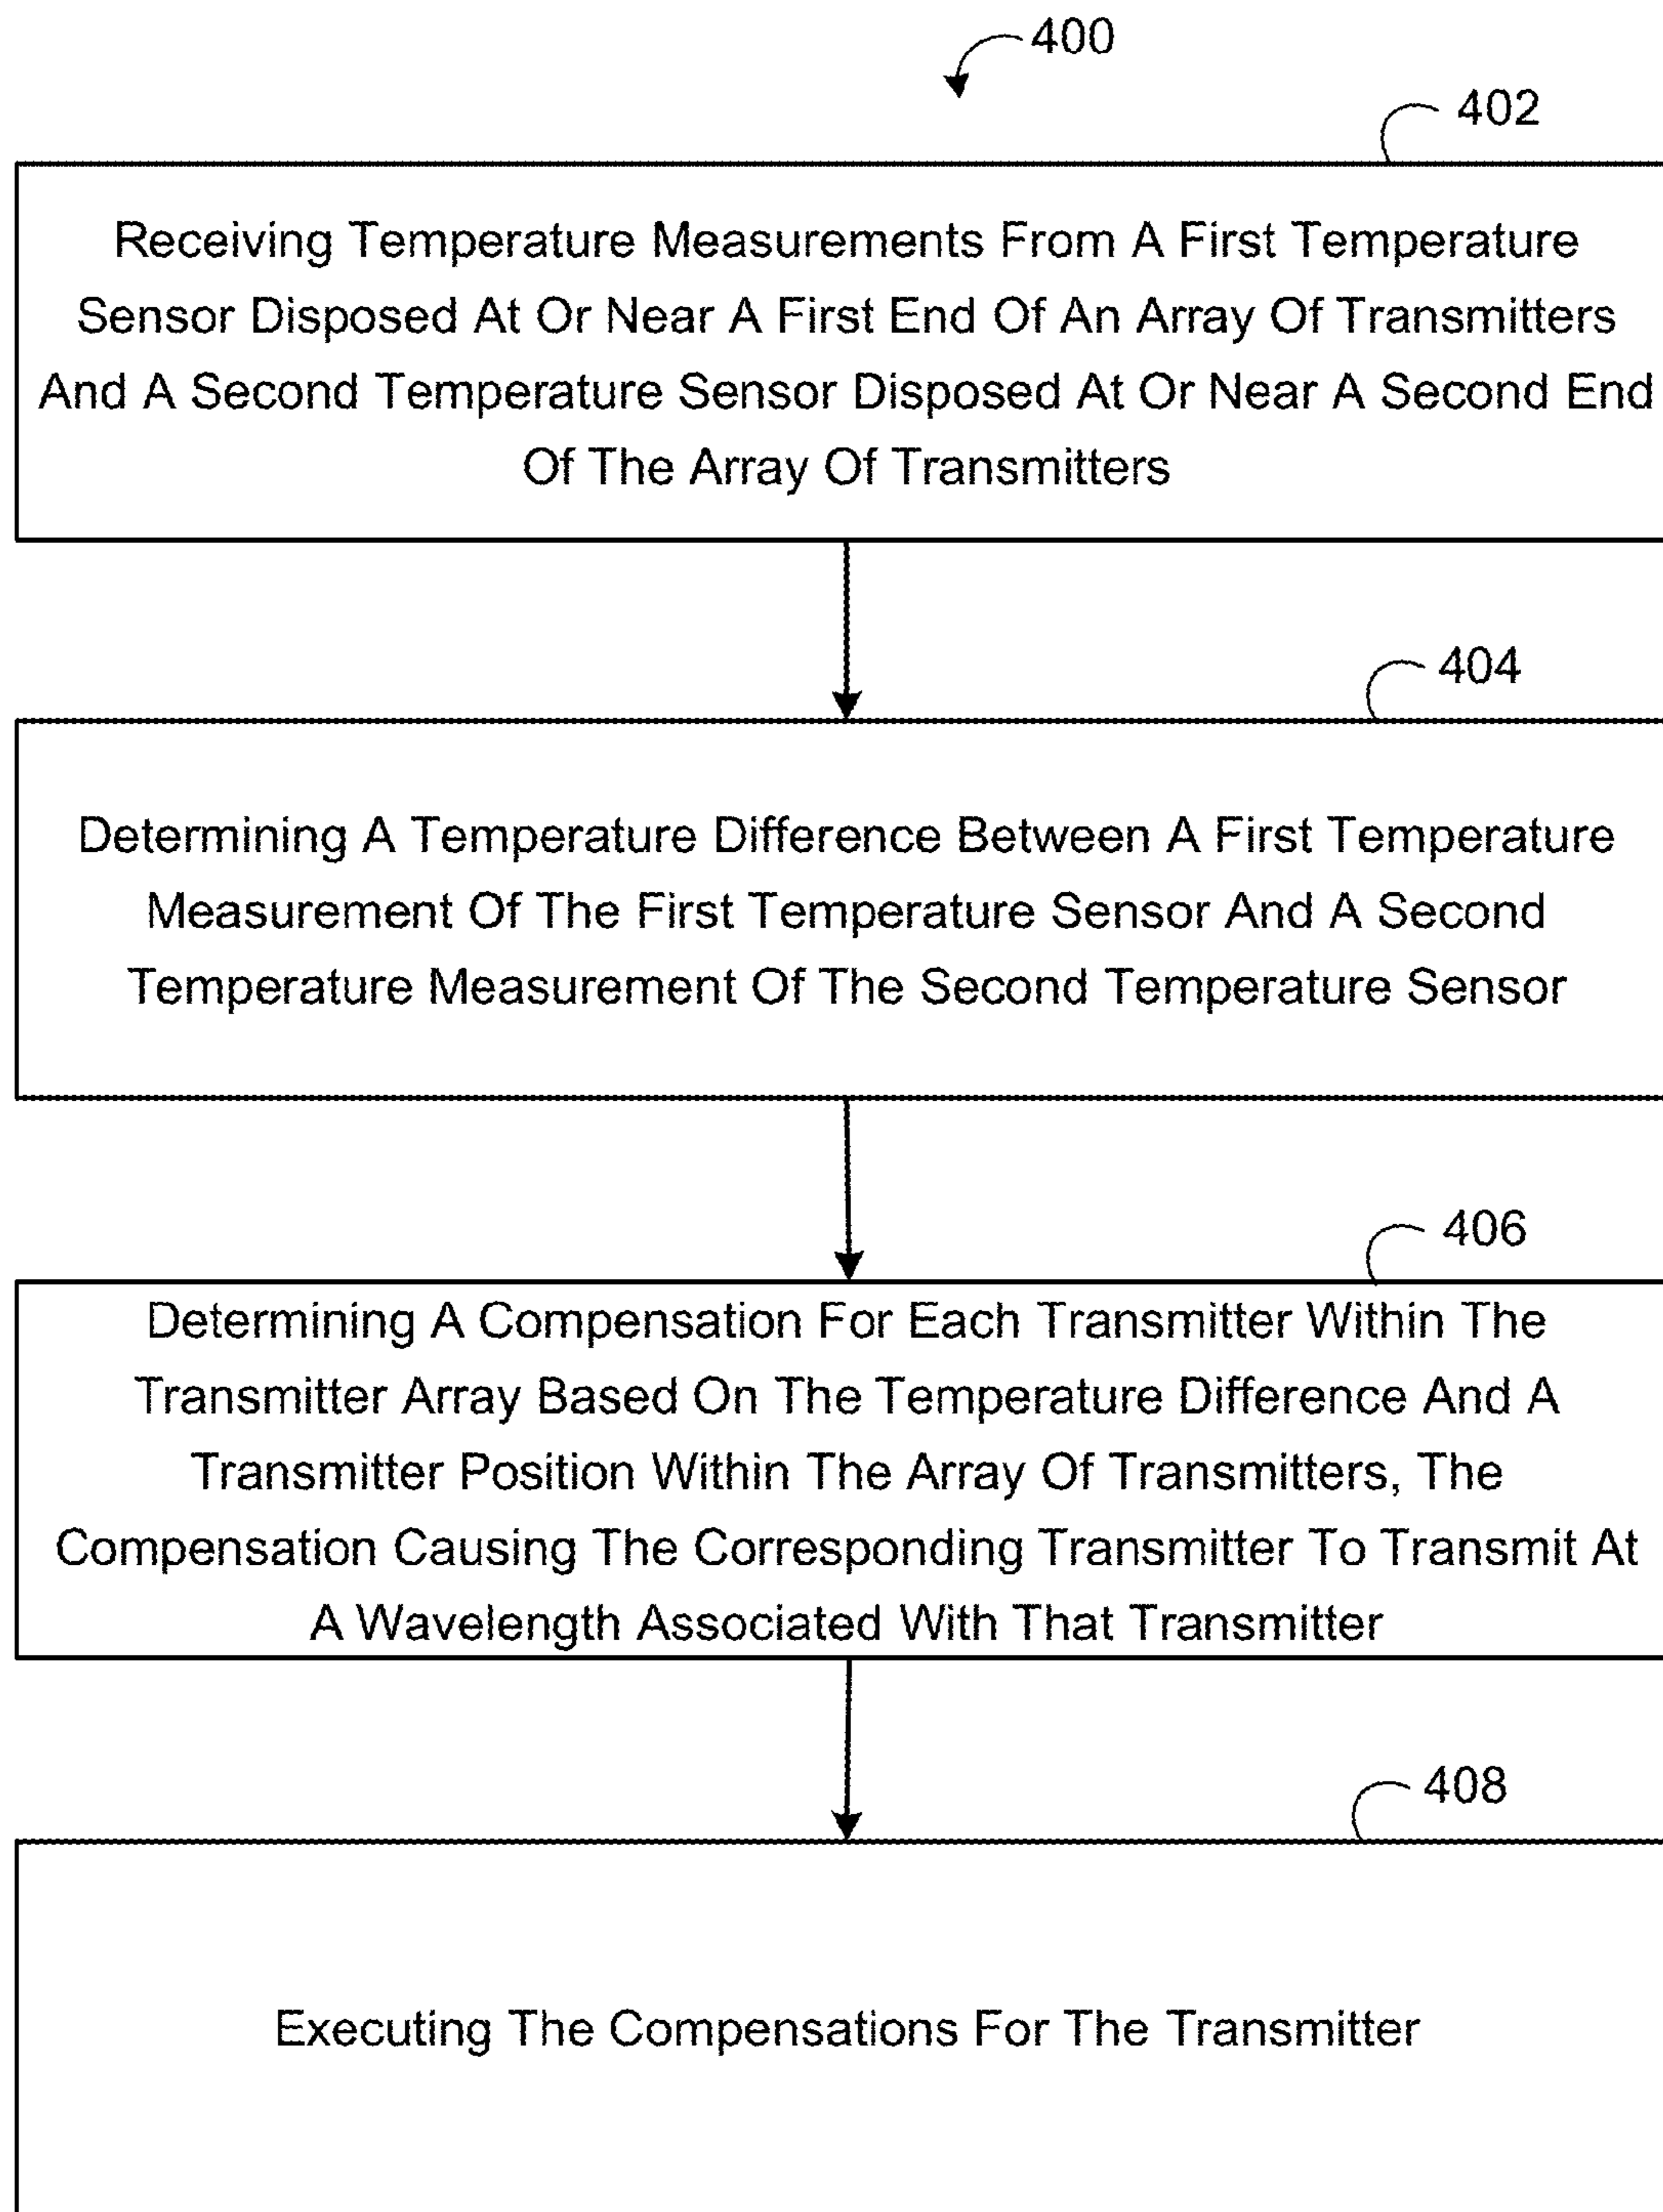 400
402
Receiving Temperature Measurements From A First Temperature
Sensor Disposed At Or Near A First End Of An Array Of Transmitters
And A Second Temperature Sensor Disposed At Or Near A Second End
Of The Array Of Transmitters
404
Determining A Temperature Difference Between A First Temperature
Measurement Of The First Temperature Sensor And A Second
Temperature Measurement Of The Second Temperature Sensor
406
Determining A Compensation For Each Transmitter Within The
Transmitter Array Based On The Temperature Difference And A
Transmitter Position Within The Array Of Transmitters, The
Compensation Causing The Corresponding Transmitter To Transmit At
A Wavelength Associated With That Transmitter
408
Executing The Compensations For The Transmitter